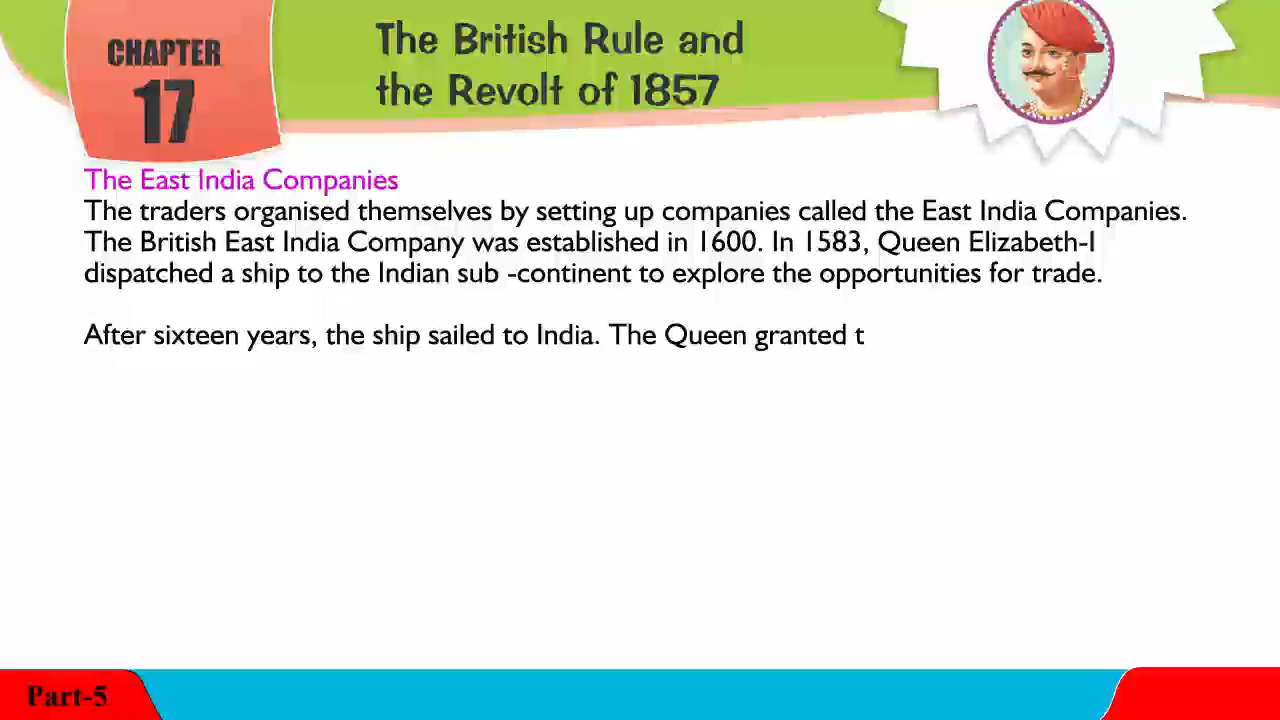 CHAPTER
17
The British Rule and
the Revolt of 1857
The East India Companies
The traders organised themselves by setting up companies called the East India Companies.
The British East India Company was established in 1600. In 1583, Queen Elizabeth-I
dispatched a ship to the Indian sub -continent to explore the opportunities for trade.
After sixteen years, the ship sailed to India. The Queen granted t
Part-5